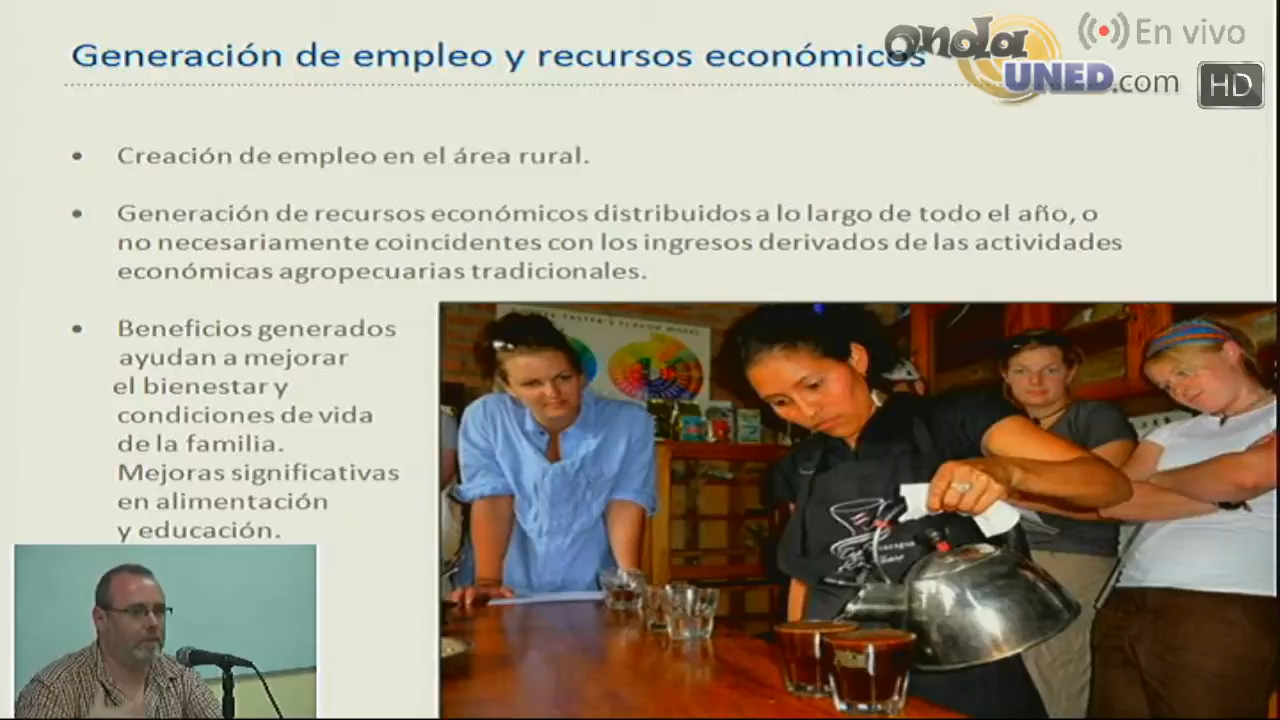 Generación de empleo y recursos económicos
onda
UNED.com
En vivo
HD
• Creación de empleo en el área rural.
• Generación de recursos económicos distribuidos a lo largo de todo el año, o
no necesariamente coincidentes con los ingresos derivados de las actividades
económicas agropecuarias tradicionales.
• Beneficios generados
ayudan a mejorar
el bienestar y
condiciones de vida
de la familia.
Mejoras significativas
en alimentación
y educación.
TASTER'S FLAVOR WHEEL